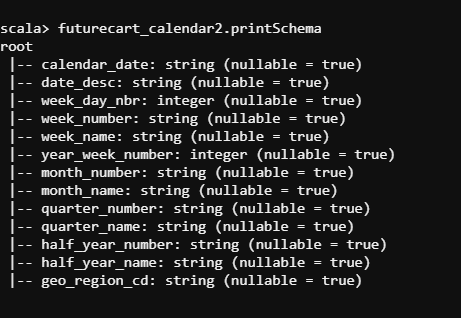 scala> futurecart_calendar2.printSchema
root
 |-- calendar_date: string (nullable = true)
 |-- date_desc: string (nullable = true)
 |-- week_day_nbr: integer (nullable = true)
 |-- week_number: string (nullable = true)
 |-- week_name: string (nullable = true)
 |-- year_week_number: integer (nullable = true)
 |-- month_number: string (nullable = true)
 |-- month_name: string (nullable = true)
 |-- quarter_number: string (nullable = true)
 |-- quarter_name: string (nullable = true)
 |-- half_year_number: string (nullable = true)
 |-- half_year_name: string (nullable = true)
 |-- geo_region_cd: string (nullable = true)